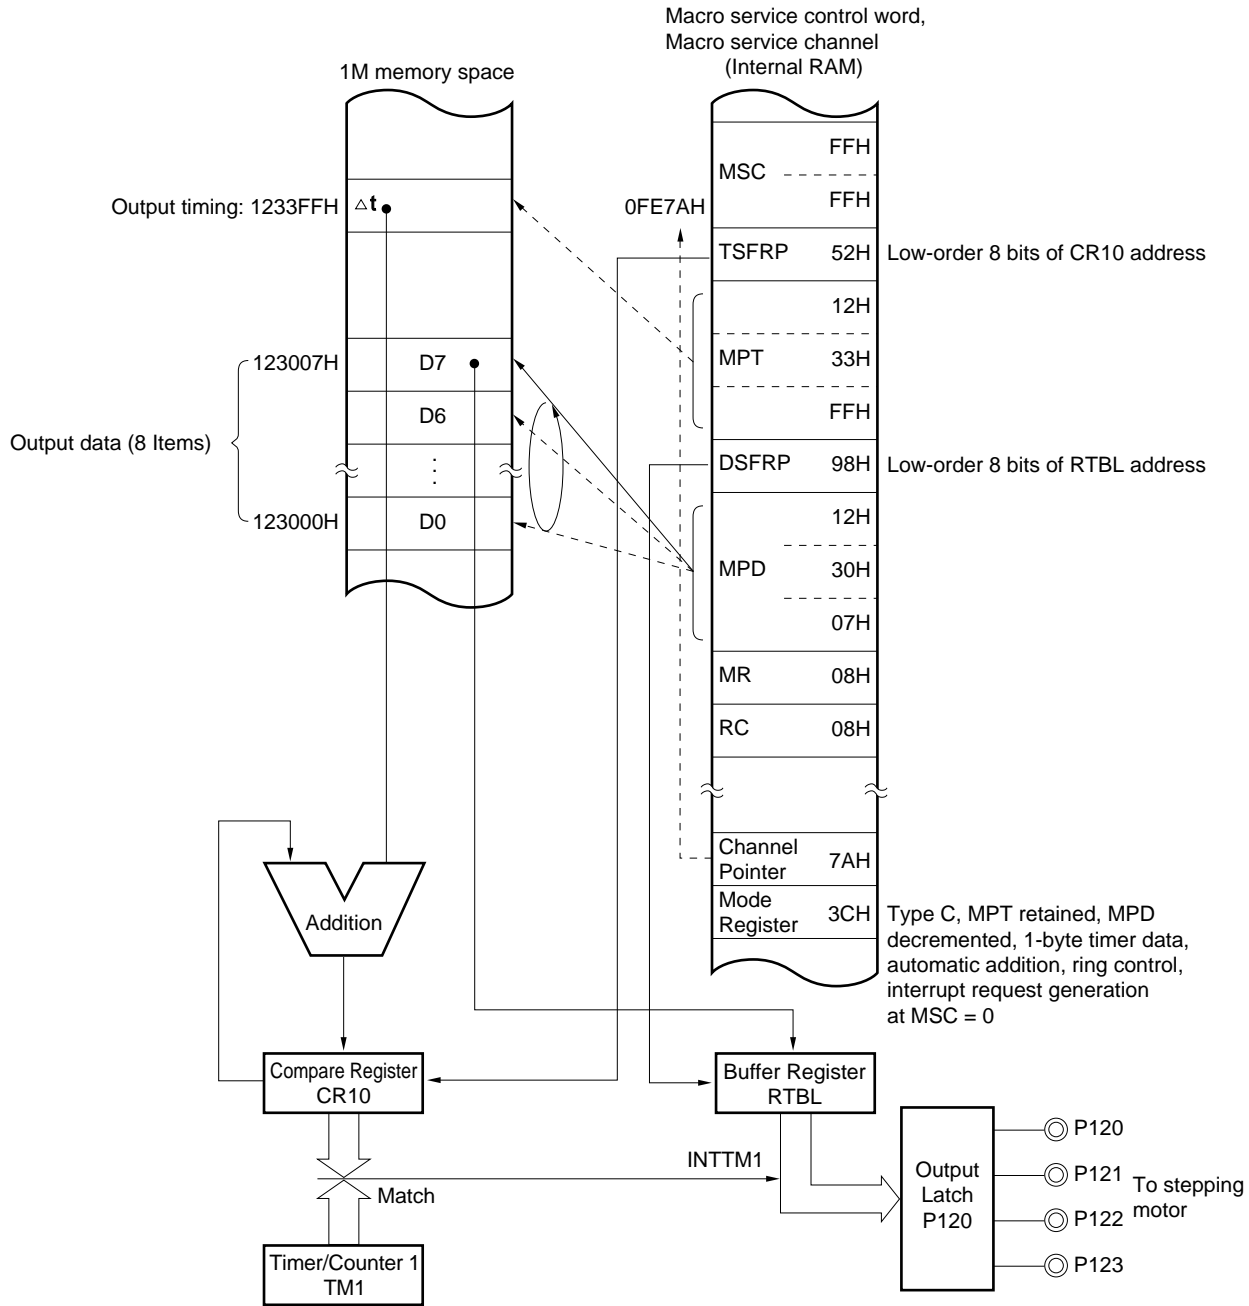 Macro service control word,
Macro service channel
(Internal RAM)
1M memory space
FFH
MSC
FFH
Output timing: 1233FFH
△t
0FE7AH
TSFRP 52H
Low-order 8 bits of CR10 address
12H
MPT 33H
FFH
123007H
D7
D6
Output data (8 Items)
⋮
123000H
D0
DSFRP 98H
Low-order 8 bits of RTBL address
12H
MPD 30H
07H
MR 08H
RC 08H
Channel
Pointer
7AH
Mode
Register
3CH
Type C, MPT retained, MPD
decremented, 1-byte timer data,
automatic addition, ring control,
interrupt request generation
at MSC = 0
Addition
Compare Register
CR10
Buffer Register
RTBL
INTTM1
Match
Timer/Counter 1
TM1
Output
Latch
P120
P120
P121
P122
P123
To stepping
motor